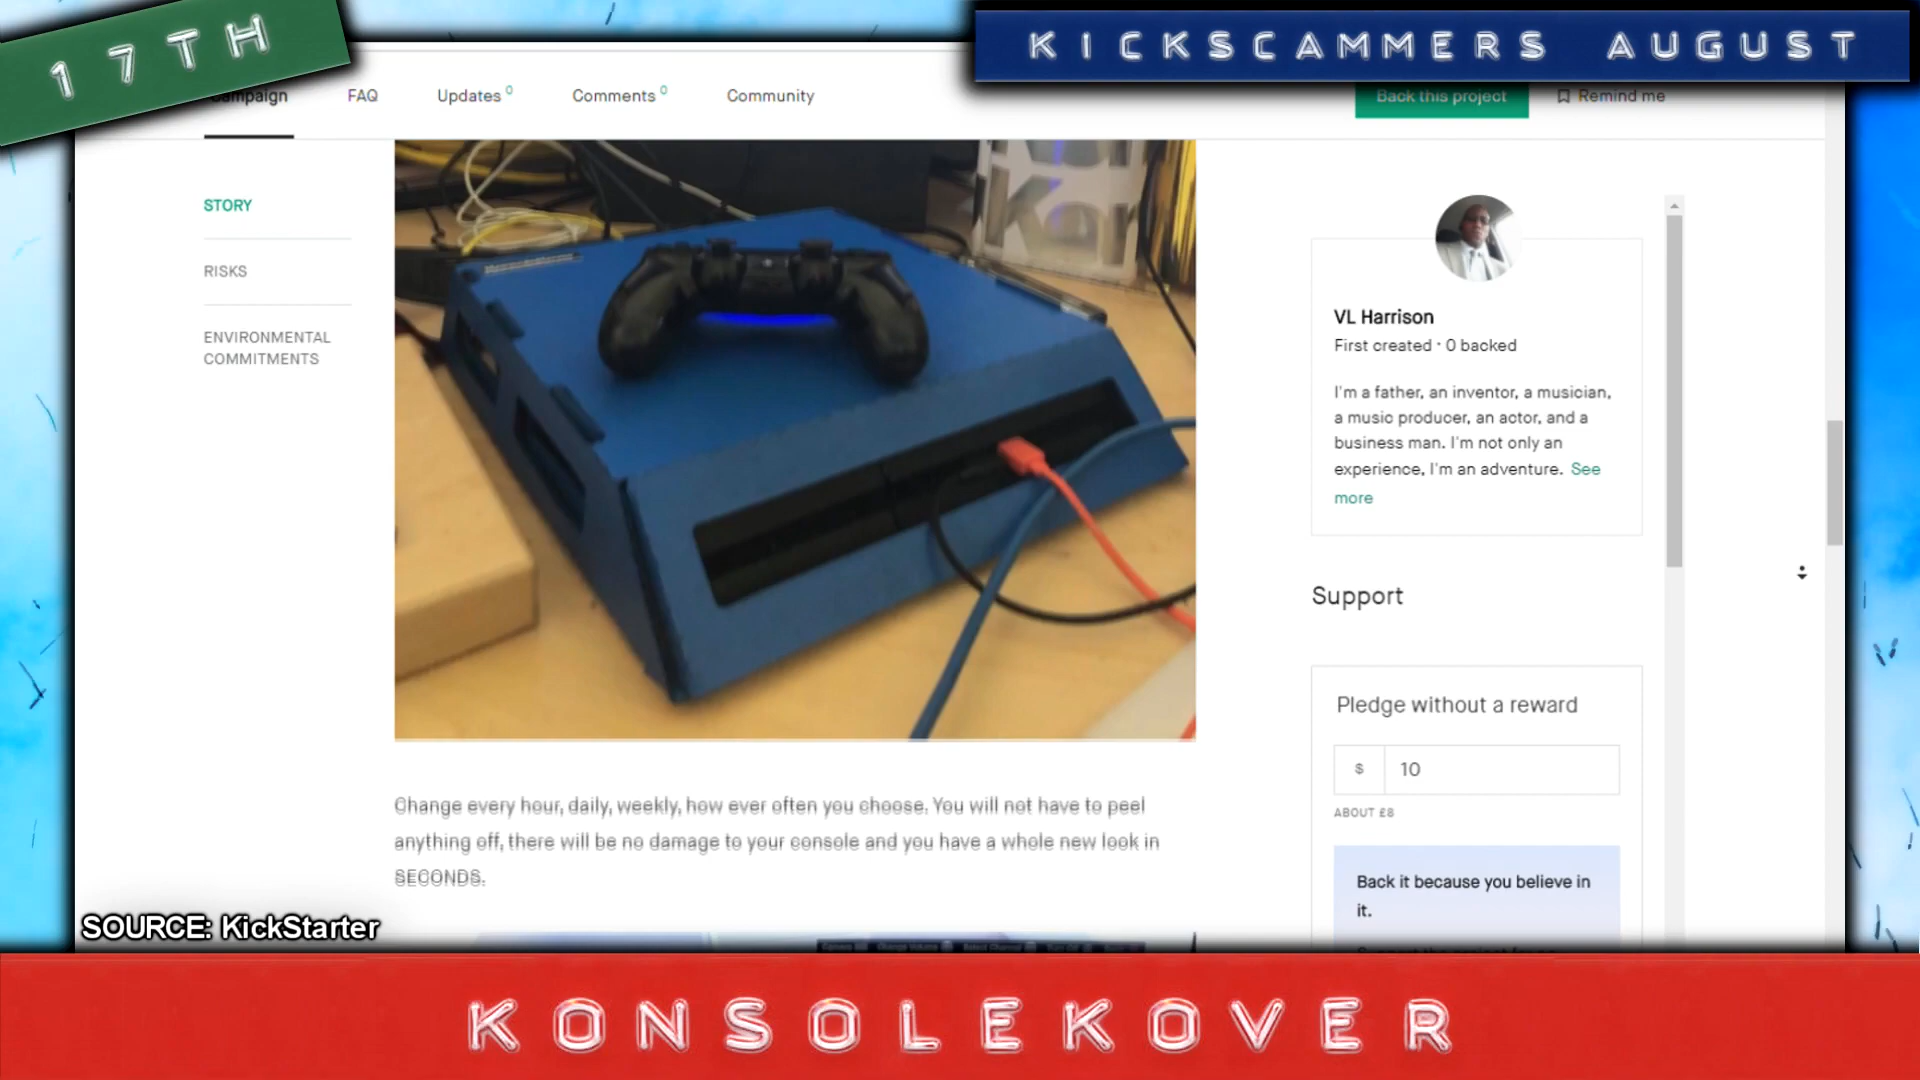 17TH
KICKSCAMMERS AUGUST
Campaign
FAQ
Updates 0
Comments 0
Community
Back this project
Remind me
STORY
RISKS
ENVIRONMENTAL
COMMITMENTS
VL Harrison
First created · 0 backed
I'm a father, an inventor, a musician,
a music producer, an actor, and a
business man. I'm not only an
experience, I'm an adventure. See
more
Support
Pledge without a reward
$ 10
ABOUT £8
Back it because you believe in
it.
Change every hour, daily, weekly, how ever often you choose. You will not have to peel
anything off, there will be no damage to your console and you have a whole new look in
SECONDS.
SOURCE: KickStarter
KONSOLEKOVER